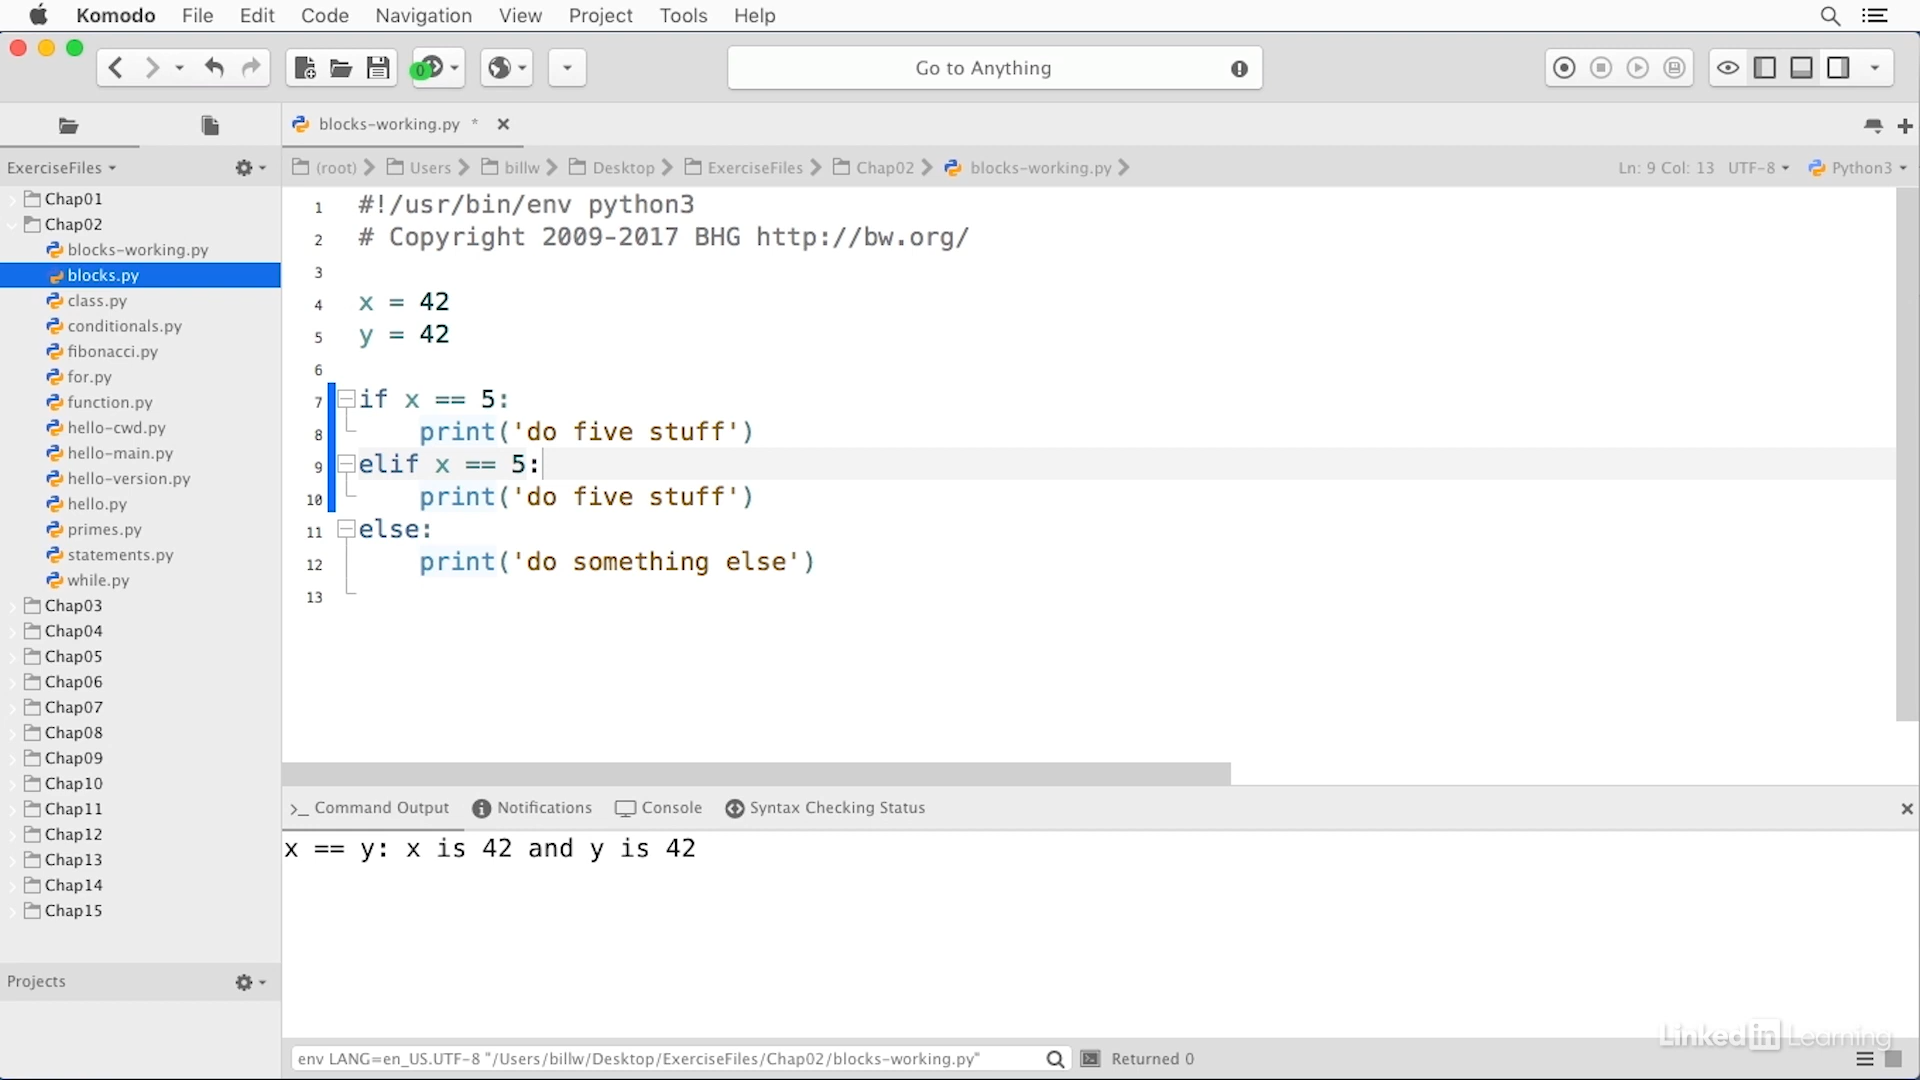 Komodo File Edit Code Navigation View Project Tools Help
0 Go to Anything
blocks-working.py * ×
ExerciseFiles
(root) Users billw Desktop ExerciseFiles Chap02 blocks-working.py Ln: 9 Col: 13 UTF-8 Python3
Chap01
Chap02
blocks-working.py
blocks.py
class.py
conditionals.py
fibonacci.py
for.py
function.py
hello-cwd.py
hello-main.py
hello-version.py
hello.py
primes.py
statements.py
while.py
Chap03
Chap04
Chap05
Chap06
Chap07
Chap08
Chap09
Chap10
Chap11
Chap12
Chap13
Chap14
Chap15
Projects
1 #!/usr/bin/env python3
2 # Copyright 2009-2017 BHG http://bw.org/
3
4 x = 42
5 y = 42
6
7 if x == 5:
8 print('do five stuff')
9 elif x == 5:
10 print('do five stuff')
11 else:
12 print('do something else')
13
>_ Command Output Notifications Console Syntax Checking Status
x == y: x is 42 and y is 42
env LANG=en_US.UTF-8 "/Users/billw/Desktop/ExerciseFiles/Chap02/blocks-working.py" Returned 0
Linked in Learning